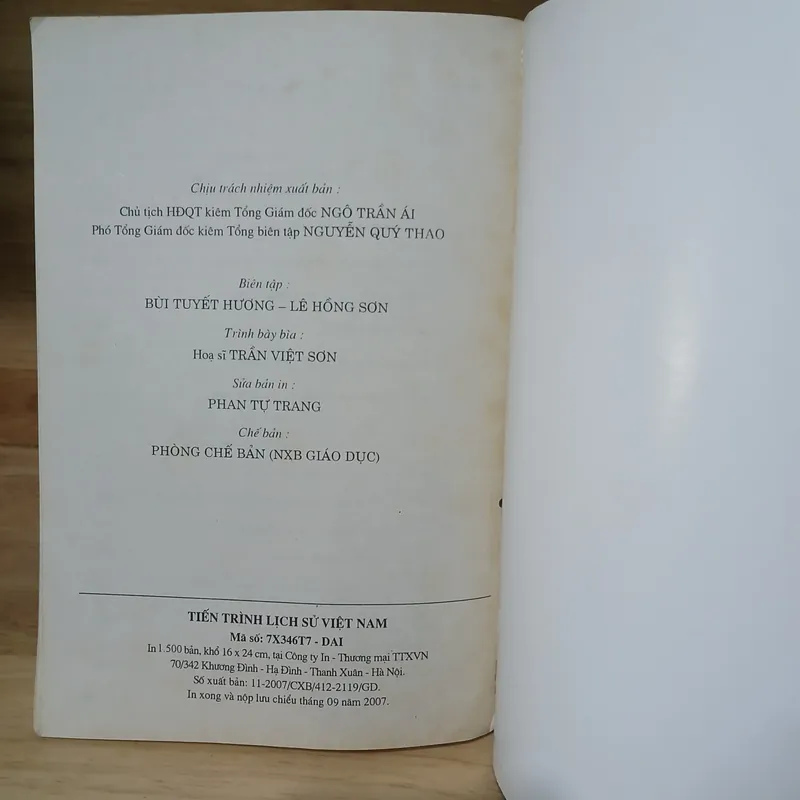 Chịu trách nhiệm xuất bản :
Chủ tịch HĐQT kiêm Tổng Giám đốc NGÔ TRẦN ÁI
Phó Tổng Giám đốc kiêm Tổng biên tập NGUYỄN QUÝ THAO
Biên tập :
BÙI TUYẾT HƯƠNG – LÊ HỒNG SƠN
Trình bày bìa :
Hoạ sĩ TRẦN VIỆT SƠN
Sửa bản in :
PHAN TỰ TRANG
Chế bản :
PHÒNG CHẾ BẢN (NXB GIÁO DỤC)
TIẾN TRÌNH LỊCH SỬ VIỆT NAM
Mã số: 7X346T7 - DAI
In 1.500 bản, khổ 16 x 24 cm, tại Công ty In - Thương mại TTXVN
70/342 Khương Đình - Hạ Đình - Thanh Xuân - Hà Nội.
Số xuất bản: 11-2007/CXB/412-2119/GD.
In xong và nộp lưu chiểu tháng 09 năm 2007.